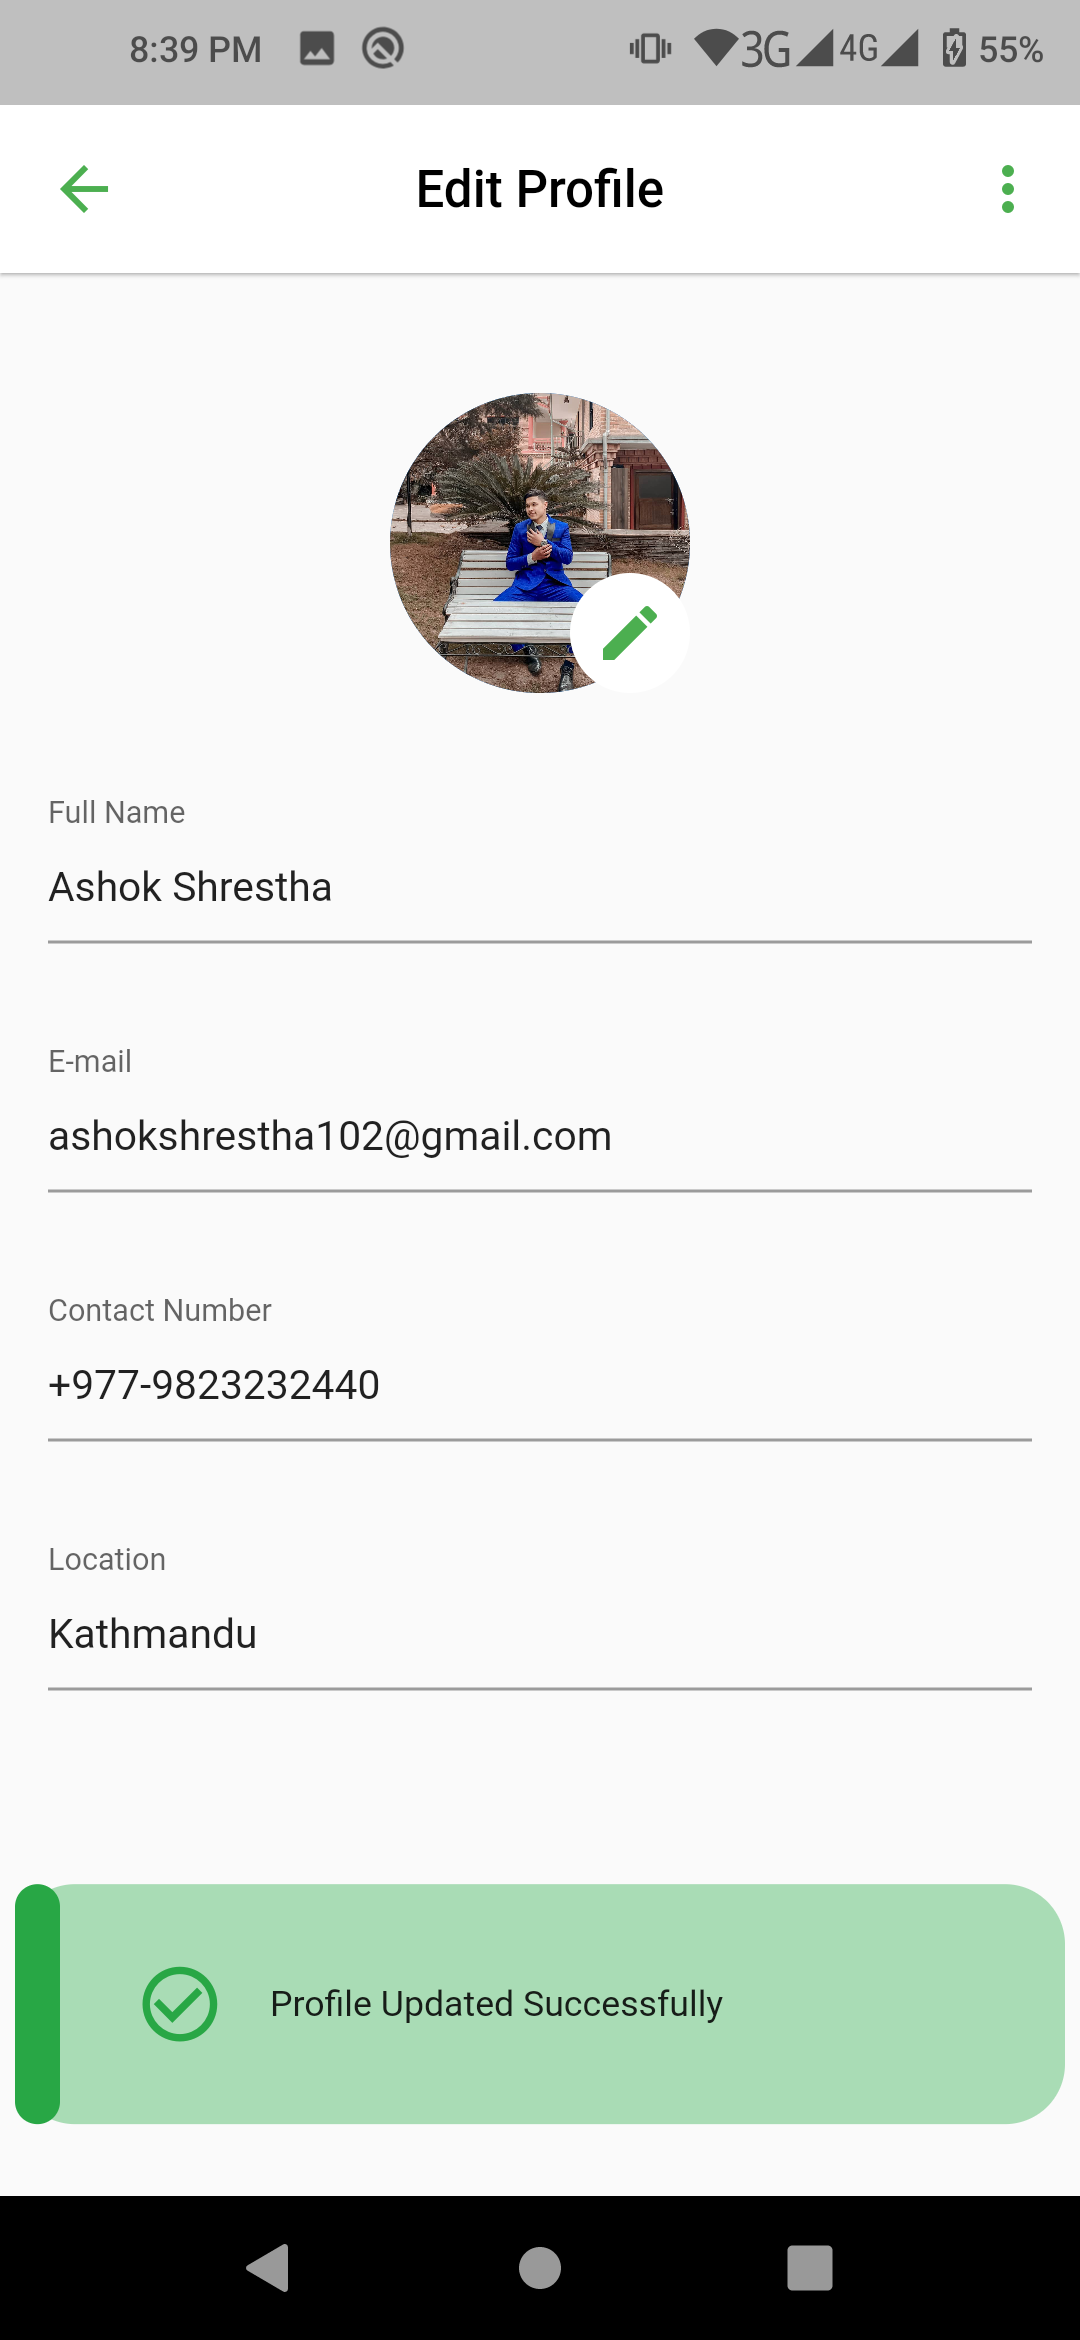 8:39 PM 3G 4G 55%
Edit Profile
Full Name
Ashok Shrestha
E-mail
ashokshrestha102@gmail.com
Contact Number
+977-9823232440
Location
Kathmandu
Profile Updated Successfully